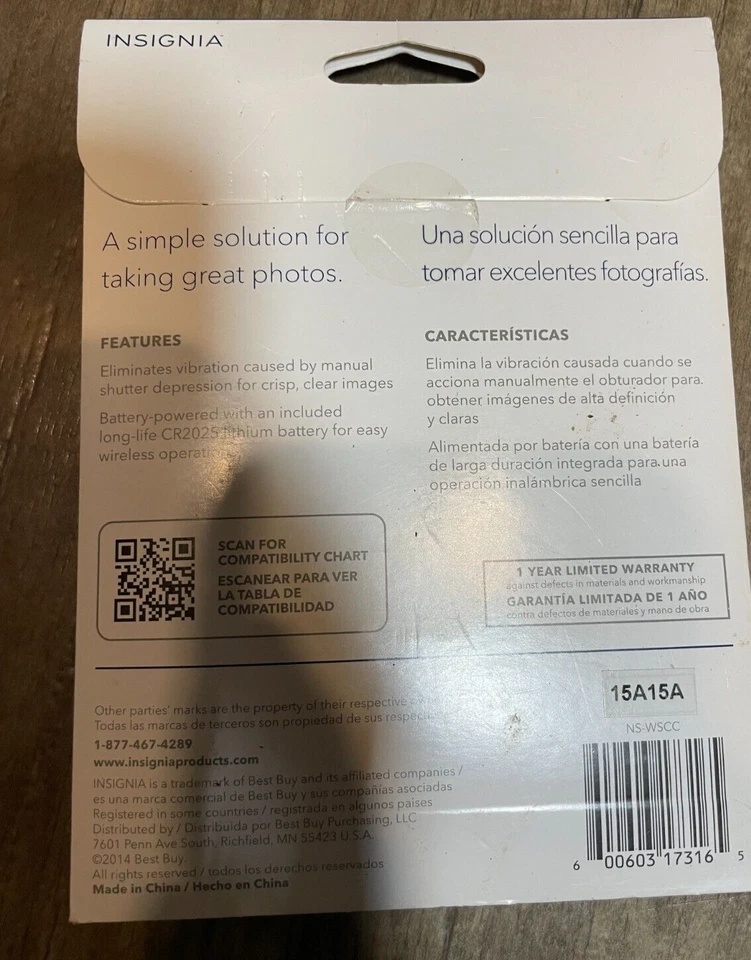 INSIGNIA
A simple solution for
taking great photos.
Una solución sencilla para
tomar excelentes fotografías.
FEATURES
Eliminates vibration caused by manual
shutter depression for crisp, clear images
Battery-powered with an included
long-life CR2025 lithium battery for easy
wireless
CARACTERÍSTICAS
Elimina la vibración causada cuando se
acciona manualmente el obturador para
obtener imágenes de alta definición
y claras
Alimentada por batería con una batería
de larga duración integrada para una
operación inalámbrica sencilla
SCAN FOR
COMPATIBILITY CHART
ESCANEAR PARA VER
LA TABLA DE
COMPATIBILIDAD
1 YEAR LIMITED WARRANTY
against defects in materials and workmanship
GARANTÍA LIMITADA DE 1 AÑO
contra defectos de materiales y mano de obra
Other parties' marks are the property of their respective
Todas las marcas de terceros son propiedad de sus
1-877-467-4289
www.insigniaproducts.com
INSIGNIA is a trademark of Best Buy and its affiliated companies /
es una marca comercial de Best Buy y sus compañías asociadas
Registered in some countries / registrada en algunos países
Distributed by / Distribuida por Best Buy Purchasing, LLC
7601 Penn Ave South, Richfield, MN 55423 U.S.A.
©2014 Best Buy.
All rights reserved / todos los derechos reservados
Made in China / Hecho en China
15A15A
NS-WSCC
6 00603 17316 5